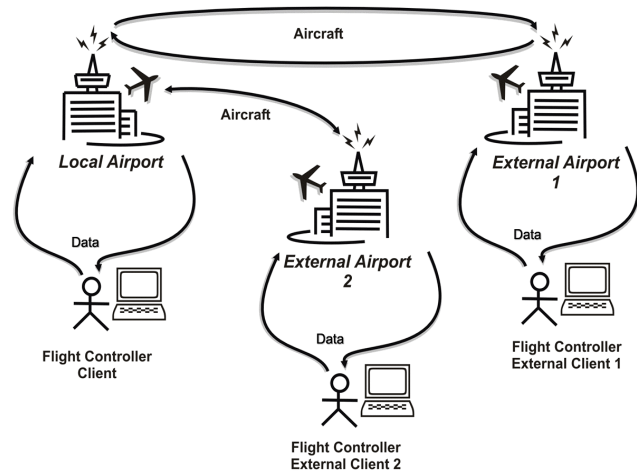 Aircraft
Aircraft
Local Airport
External Airport
1
Data
External Airport
2
Data
Flight Controller
Client
Data
Flight Controller
External Client 1
Flight Controller
External Client 2